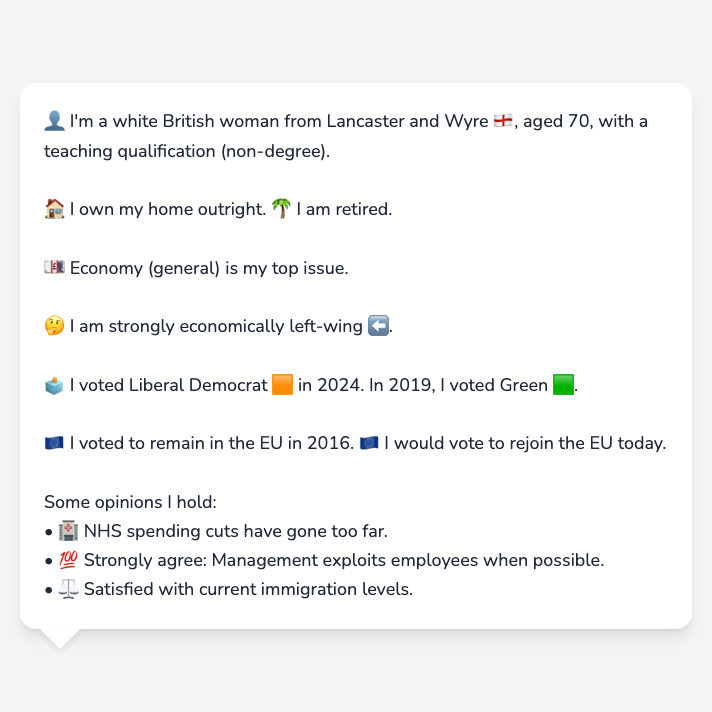 👤 I'm a white British woman from Lancaster and Wyre 🏴󠁧󠁢󠁥󠁮󠁧󠁿, aged 70, with a
teaching qualification (non-degree).
🏠 I own my home outright. 🌴 I am retired.
💷 Economy (general) is my top issue.
🤔 I am strongly economically left-wing ⬅️.
🗳️ I voted Liberal Democrat 🟧 in 2024. In 2019, I voted Green 🟩.
🇪🇺 I voted to remain in the EU in 2016. 🇪🇺 I would vote to rejoin the EU today.
Some opinions I hold:
• 🏥 NHS spending cuts have gone too far.
• 💯 Strongly agree: Management exploits employees when possible.
• ⚖️ Satisfied with current immigration levels.